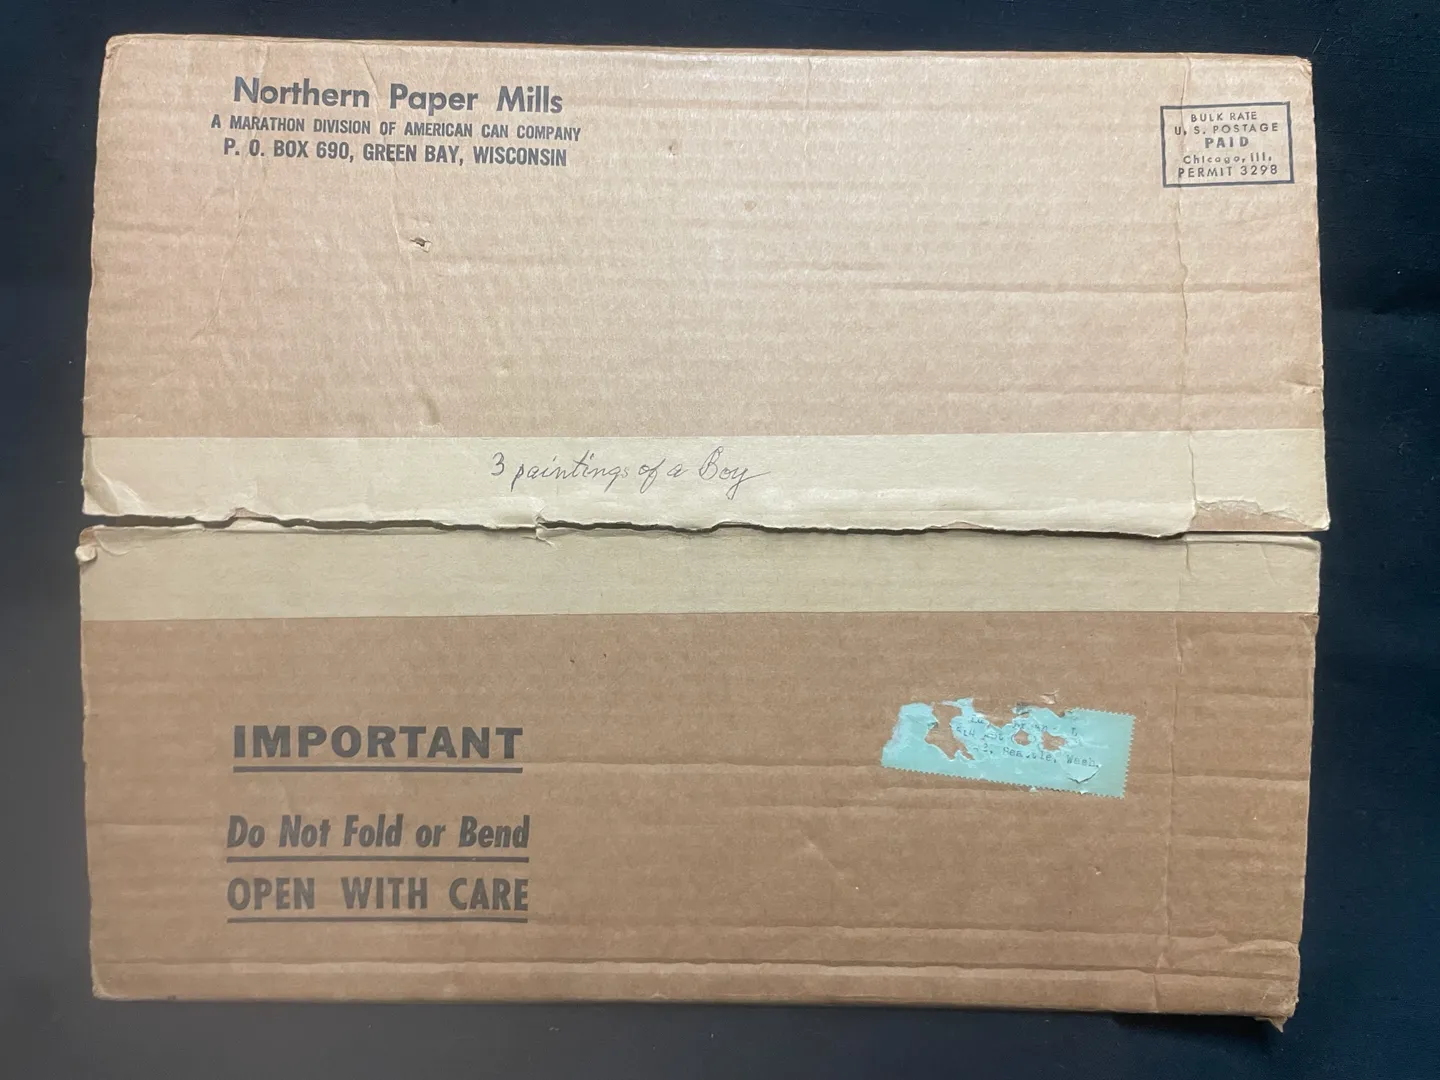 Northern Paper Mills
A MARATHON DIVISION OF AMERICAN CAN COMPANY
P. O. BOX 690, GREEN BAY, WISCONSIN
BULK RATE
U. S. POSTAGE
PAID
Chicago, Ill.
PERMIT 3298
3 paintings of a Boy
IMPORTANT
Do Not Fold or Bend
OPEN WITH CARE
Wash.